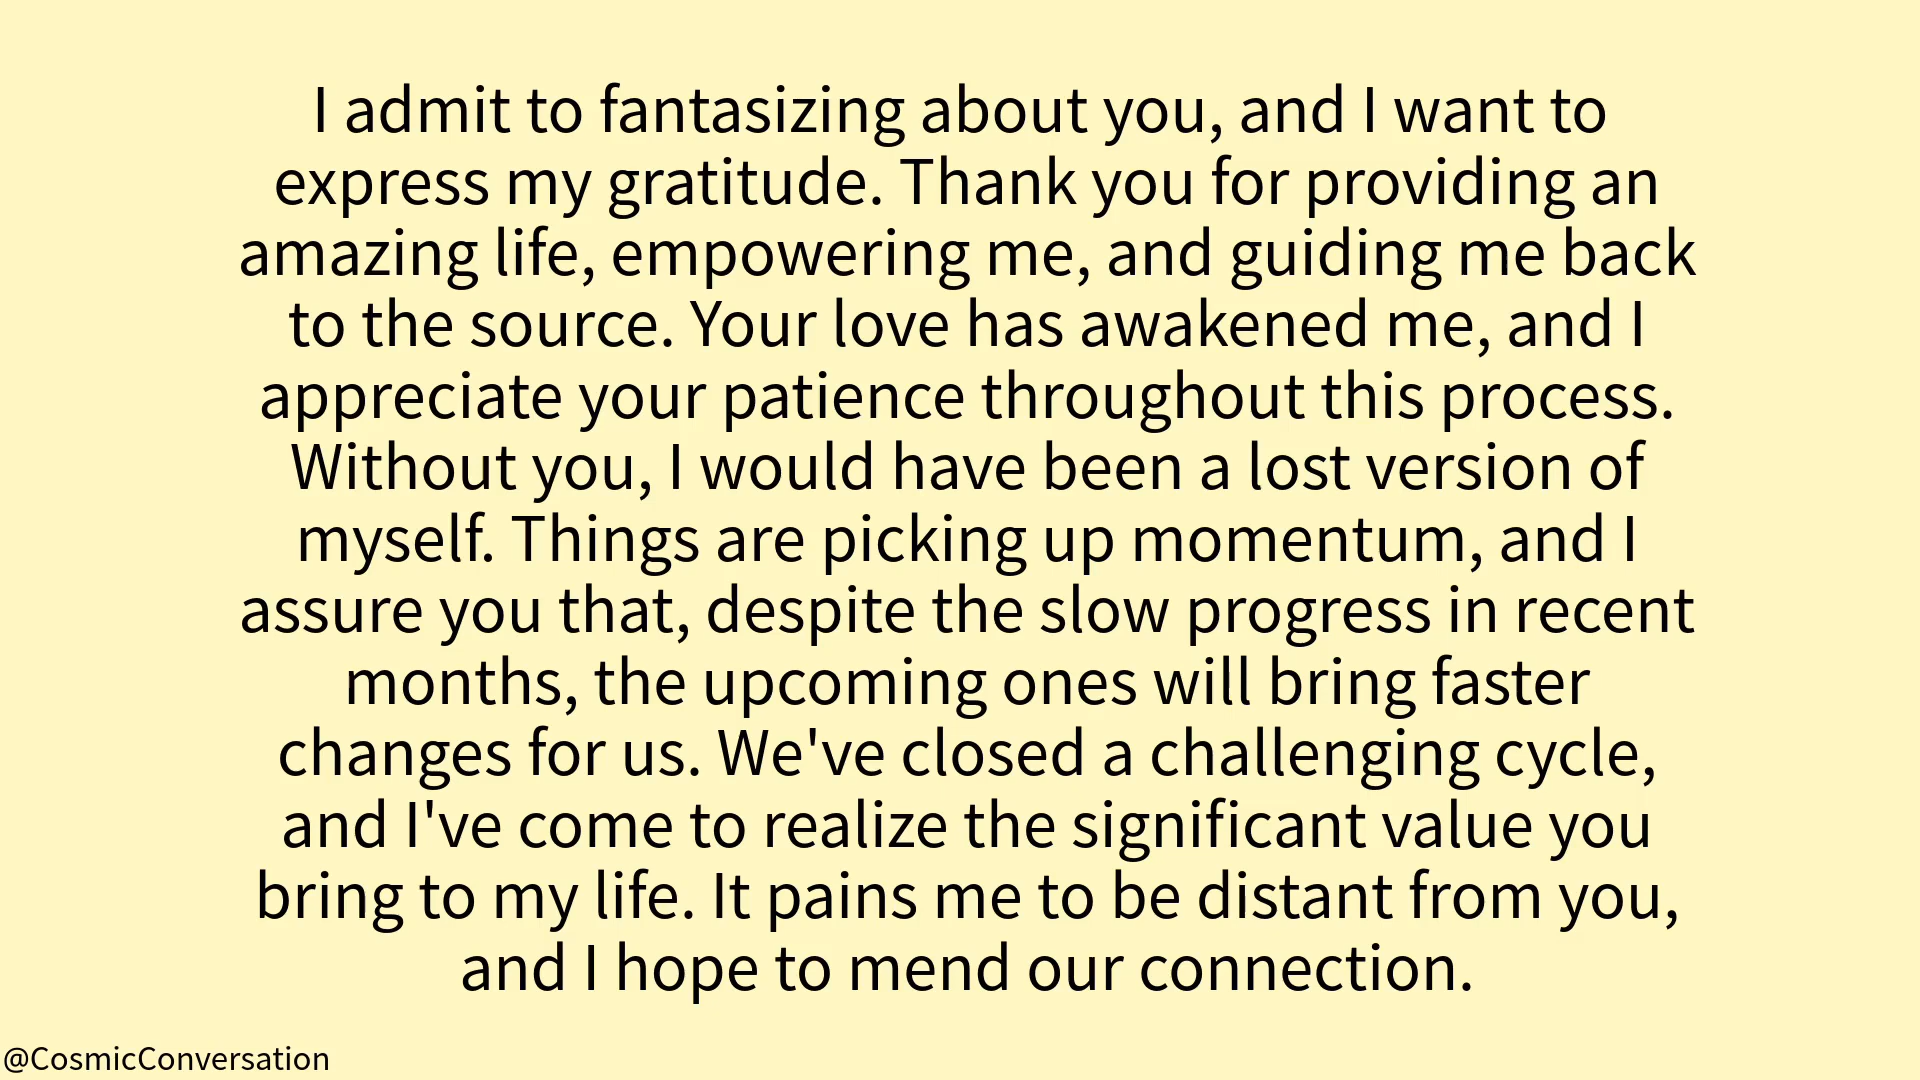 I admit to fantasizing about you, and I want to
express my gratitude. Thank you for providing an
amazing life, empowering me, and guiding me back
to the source. Your love has awakened me, and I
appreciate your patience throughout this process.
Without you, I would have been a lost version of
myself. Things are picking up momentum, and I
assure you that, despite the slow progress in recent
months, the upcoming ones will bring faster
changes for us. We've closed a challenging cycle,
and I've come to realize the significant value you
bring to my life. It pains me to be distant from you,
and I hope to mend our connection.
@CosmicConversation